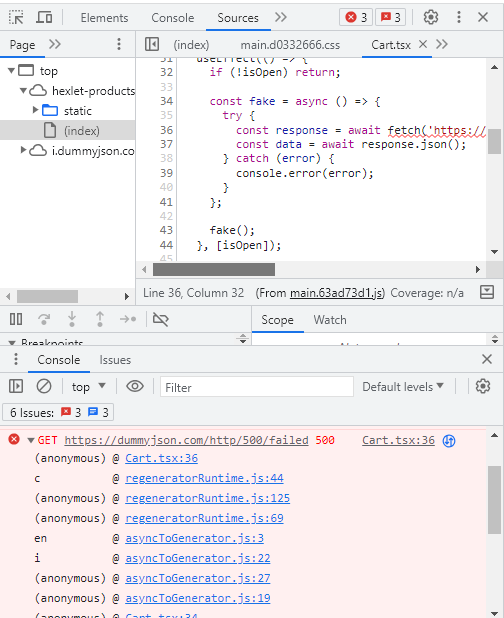 Elements Console Sources 3 3
Page (index) main.d0332666.css Cart.tsx
top
hexlet-products
static
(index)
i.dummyjson.co
31 useEffect(() => {
32 if (!isOpen) return;
33
34 const fake = async () => {
35 try {
36 const response = await fetch('https://
37 const data = await response.json();
38 } catch (error) {
39 console.error(error);
40 }
41 };
42
43 fake();
44 }, [isOpen]);
45
Line 36, Column 32 (From main.63ad73d1.js) Coverage: n/a
Scope Watch
Breakpoints
Console Issues
top Filter Default levels
6 Issues: 3 3
GET https://dummyjson.com/http/500/failed 500 Cart.tsx:36
(anonymous) @ Cart.tsx:36
c @ regeneratorRuntime.js:44
(anonymous) @ regeneratorRuntime.js:125
(anonymous) @ regeneratorRuntime.js:69
en @ asyncToGenerator.js:3
i @ asyncToGenerator.js:22
(anonymous) @ asyncToGenerator.js:27
(anonymous) @ asyncToGenerator.js:19
(anonymous) @ Cart.tsx:34